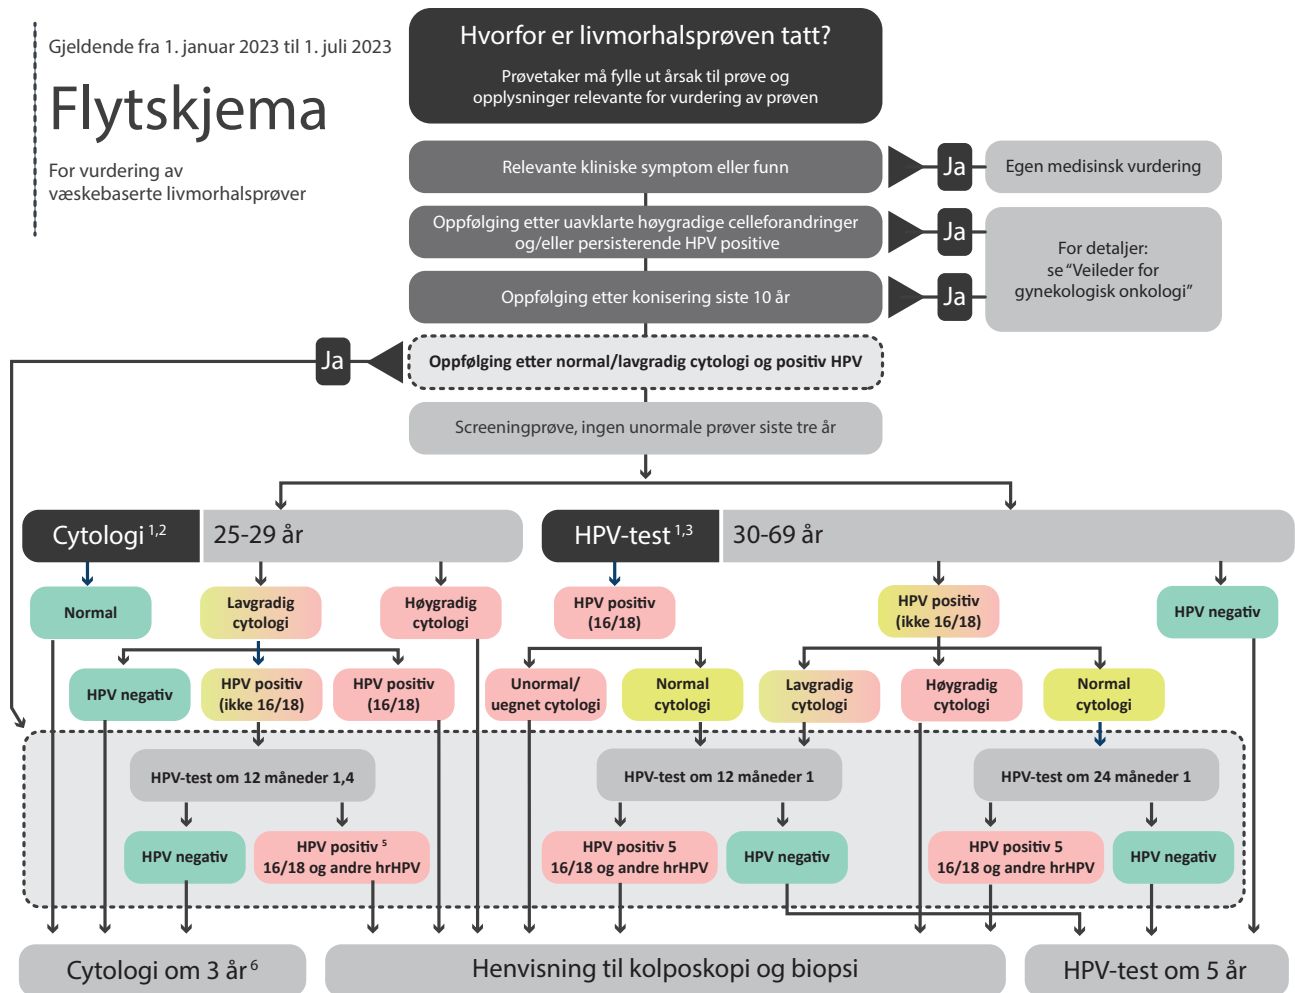 Gjeldende fra 1. januar 2023 til 1. juli 2023
Flytskjema
For vurdering av
væskebaserte livmorhalsprøver
Hvorfor er livmorhalsprøven tatt?
Prøvetaker må fylle ut årsak til prøve og
opplysninger relevante for vurdering av prøven
Relevante kliniske symptom eller funn
Ja
Egen medisinsk vurdering
Oppfølging etter uavklarte høygradige celleforandringer
og/eller persisterende HPV positive
Ja
For detaljer:
se "Veileder for
gynekologisk onkologi"
Oppfølging etter konisering siste 10 år
Ja
Ja
Oppfølging etter normal/lavgradig cytologi og positiv HPV
Screeningprøve, ingen unormale prøver siste tre år
Cytologi 1,2
25-29 år
HPV-test 1,3
30-69 år
Normal
Lavgradig
cytologi
Høygradig
cytologi
HPV positiv
(16/18)
HPV positiv
(ikke 16/18)
HPV negativ
HPV negativ
HPV positiv
(ikke 16/18)
HPV positiv
(16/18)
Unormal/
uegnet cytologi
Normal
cytologi
Lavgradig
cytologi
Høygradig
cytologi
Normal
cytologi
HPV-test om 12 måneder 1,4
HPV-test om 12 måneder 1
HPV-test om 24 måneder 1
HPV negativ
HPV positiv 5
16/18 og andre hrHPV
HPV positiv 5
16/18 og andre hrHPV
HPV negativ
HPV positiv 5
16/18 og andre hrHPV
HPV negativ
Cytologi om 3 år 6
Henvisning til kolposkopi og biopsi
HPV-test om 5 år